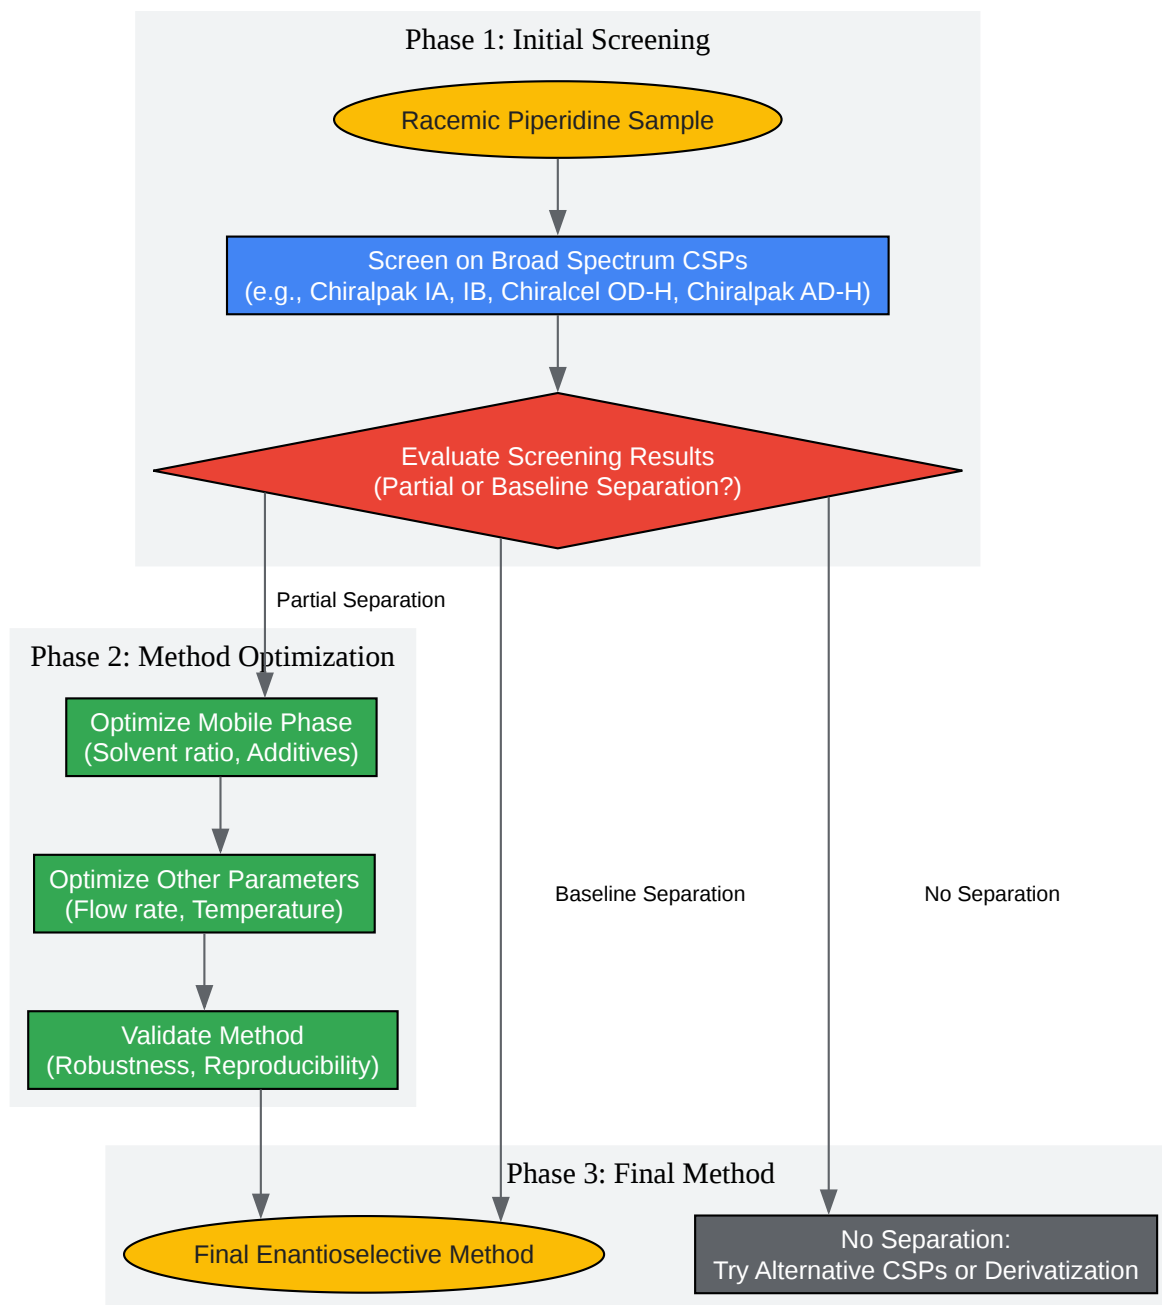 Phase 1: Initial Screening
Racemic Piperidine Sample
Screen on Broad Spectrum CSPs
(e.g., Chiralpak IA, IB, Chiralcel OD-H, Chiralpak AD-H)
Evaluate Screening Results
(Partial or Baseline Separation?)
Partial Separation
Phase 2: Method Optimization
Optimize Mobile Phase
(Solvent ratio, Additives)
Optimize Other Parameters
(Flow rate, Temperature)
Baseline Separation
No Separation
Validate Method
(Robustness, Reproducibility)
Phase 3: Final Method
Final Enantioselective Method
No Separation:
Try Alternative CSPs or Derivatization